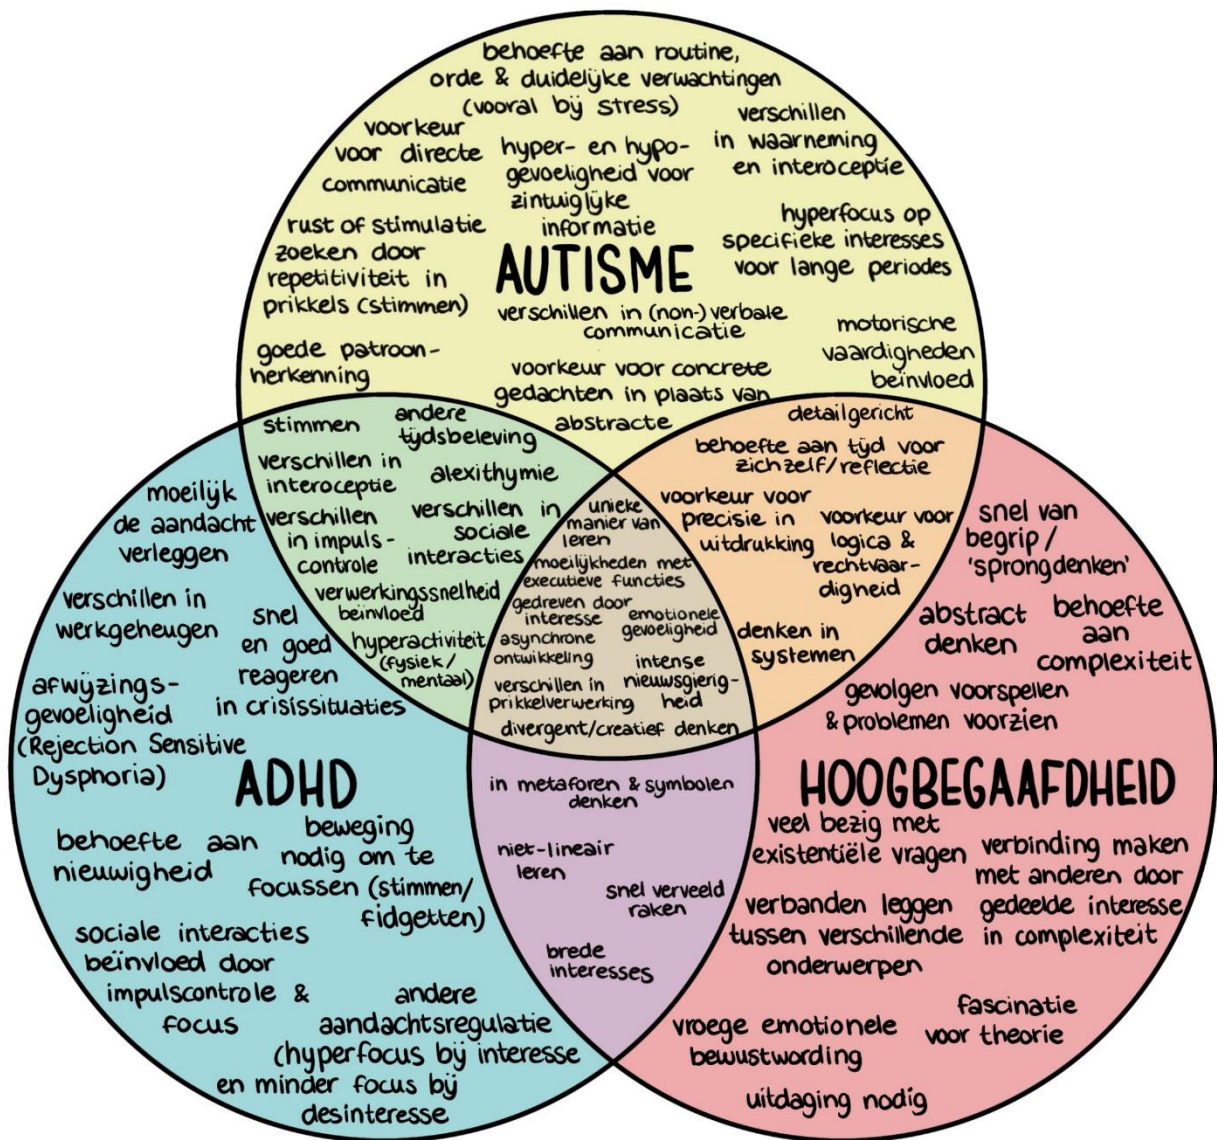 behoefte aan routine,
orde & duidelijke verwachtingen
(vooral bij stress)
voorkeur
voor directe
communicatie
hyper- en hypo-
gevoeligheid voor
zintuiglijke
informatie
verschillen
in waarneming
en interoceptie
rust of stimulatie
zoeken door
repetitiviteit in
prikkels (stimmen)
hyperfocus op
specifieke interesses
voor lange periodes
AUTISME
verschillen in (non-)verbale
communicatie
goede patroon-
herkenning
voorkeur voor concrete
gedachten in plaats van
abstracte
motorische
vaardigheden
beïnvloed
stimmen
andere
tijdsbeleving
verschillen in
interoceptie
alexithymie
verschillen
in impuls-
controle
verschillen in
sociale
interacties
verwerkingssnelheid
beïnvloed
hyperactiviteit
(fysiek/
mentaal)
detailgericht
behoefte aan tijd voor
zichzelf/reflectie
voorkeur voor
precisie in
uitdrukking
voorkeur voor
logica &
rechtvaar-
digheid
denken in
systemen
unieke
manier van
leren
moeilijkheden met
executieve functies
gedreven door
interesse
emotionele
gevoeligheid
asynchrone
ontwikkeling
intense
nieuwsgierig-
heid
verschillen in
prikkelverwerking
divergent/creatief denken
moeilijk
de aandacht
verleggen
verschillen in
werkgeheugen
snel
en goed
reageren
in crisissituaties
afwijzings-
gevoeligheid
(Rejection Sensitive
Dysphoria)
ADHD
behoefte aan
nieuwigheid
beweging
nodig om te
focussen (stimmen/
fidgetten)
sociale interacties
beïnvloed door
impulscontrole &
focus
andere
aandachtsregulatie
(hyperfocus bij interesse
en minder focus bij
desinteresse
in metaforen & symbolen
denken
niet-lineair
leren
snel verveeld
raken
brede
interesses
snel van
begrip/
'sprongdenken'
abstract
denken
behoefte
aan
complexiteit
gevolgen voorspellen
& problemen voorzien
HOOGBEGAAFDHEID
veel bezig met
existentiële vragen
verbinding maken
met anderen door
gedeelde interesse
in complexiteit
verbanden leggen
tussen verschillende
onderwerpen
vroege emotionele
bewustwording
fascinatie
voor theorie
uitdaging nodig